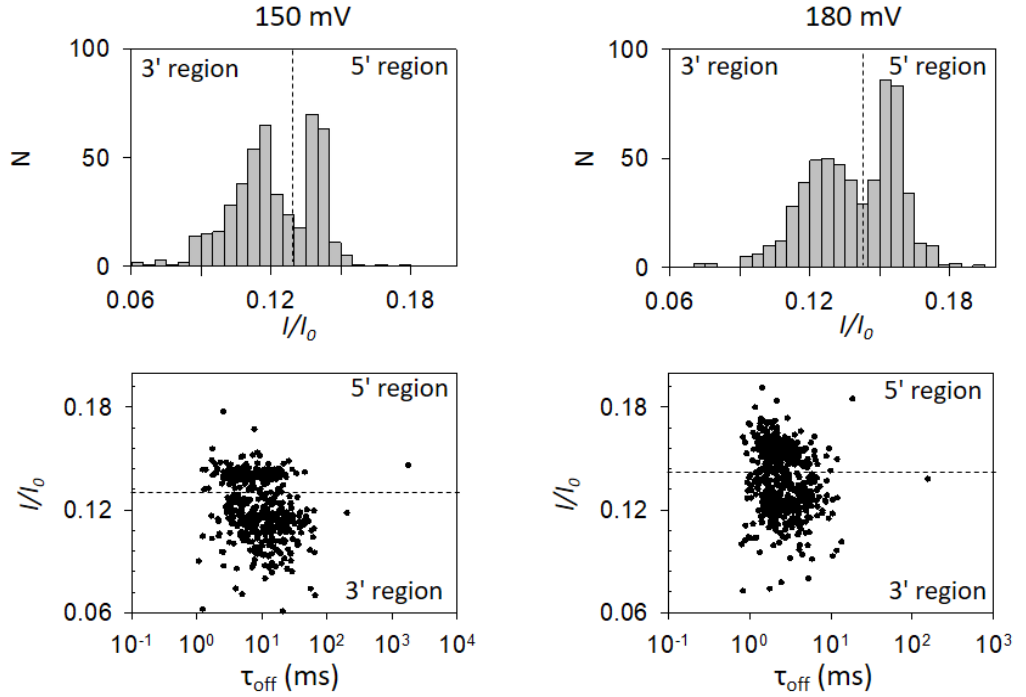 150 mV
100
3' region
5' region
N
50
0
0.06
0.12
0.18
I/I₀
180 mV
100
3' region
5' region
N
50
0
0.06
0.12
0.18
I/I₀
5' region
0.18
I/I₀
0.12
3' region
0.06
10⁻¹
10⁰
10¹
10²
10³
10⁴
τoff (ms)
5' region
0.18
I/I₀
0.12
3' region
0.06
10⁻¹
10⁰
10¹
10²
10³
τoff (ms)